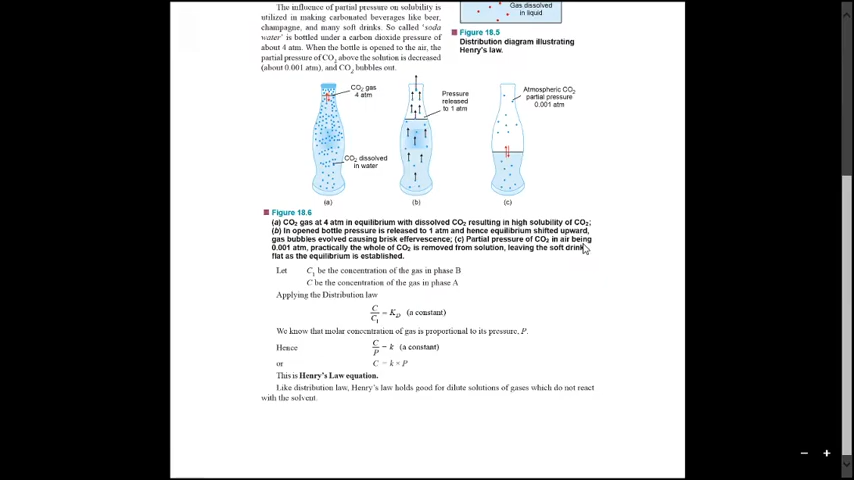 The influence of partial pressure on solubility is
utilized in making carbonated beverages like beer,
champagne, and many soft drinks. So called 'soda
water' is bottled under a carbon dioxide pressure of
about 4 atm. When the bottle is opened to the air, the
partial pressure of CO2 above the solution is decreased
(about 0.001 atm), and CO2 bubbles out.
Gas dissolved
in liquid
Figure 18.5
Distribution diagram illustrating
Henry's law.
CO2 gas
4 atm
CO2 dissolved
in water
(a)
Pressure
released
to 1 atm
(b)
Atmospheric CO2
partial pressure
0.001 atm
(c)
Figure 18.6
(a) CO2 gas at 4 atm in equilibrium with dissolved CO2 resulting in high solubility of CO2;
(b) In opened bottle pressure is released to 1 atm and hence equilibrium shifted upward,
gas bubbles evolved causing brisk effervescence; (c) Partial pressure of CO2 in air being
0.001 atm, practically the whole of CO2 is removed from solution, leaving the soft drink
flat as the equilibrium is established.
Let C1 be the concentration of the gas in phase B
C be the concentration of the gas in phase A
Applying the Distribution law
C/C1 = KD (a constant)
We know that molar concentration of gas is proportional to its pressure, P.
Hence C/P = k (a constant)
or C = k × P
This is Henry's Law equation.
Like distribution law, Henry's law holds good for dilute solutions of gases which do not react
with the solvent.